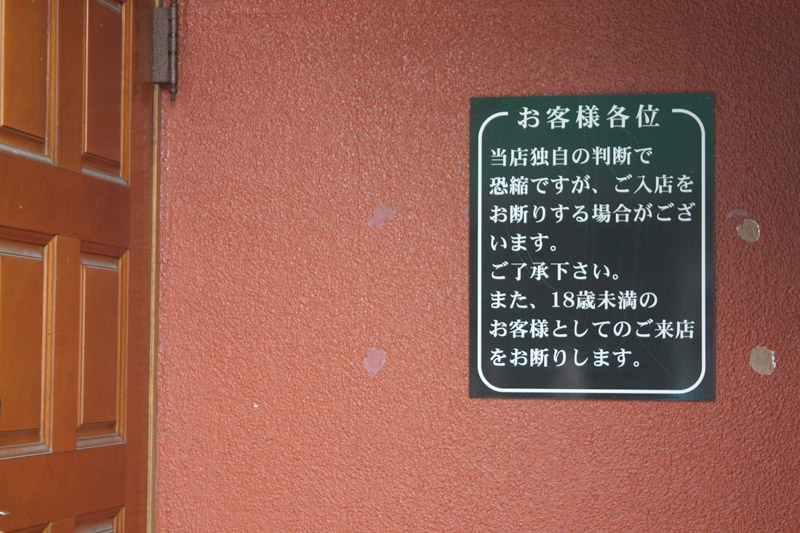 お客様各位
当店独自の判断で
恐縮ですが、ご入店を
お断りする場合がござ
います。
ご了承下さい。
また、18歳未満の
お客様としてのご来店
をお断りします。